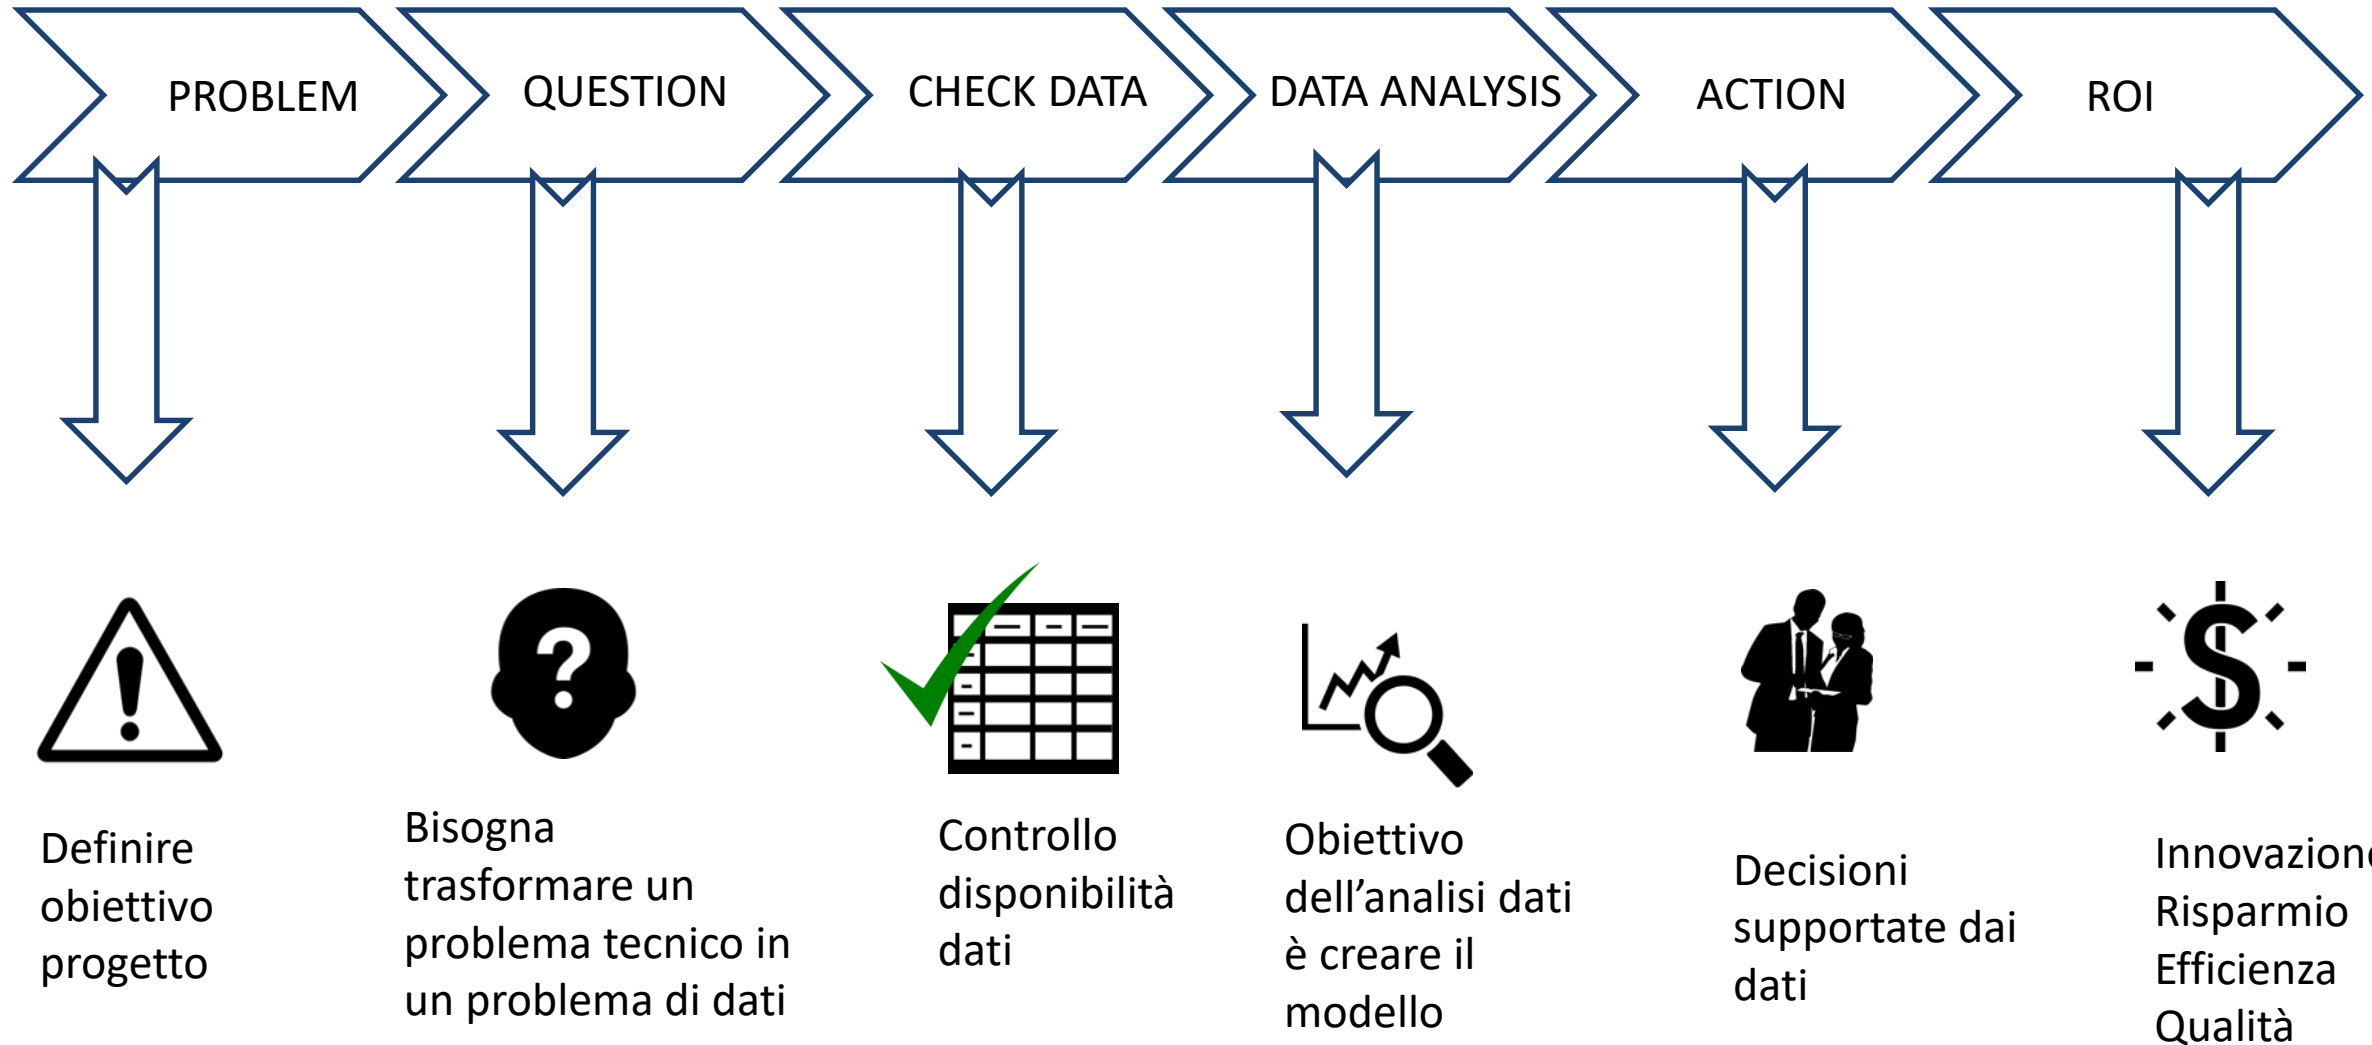 PROBLEM
QUESTION
CHECK DATA
DATA ANALYSIS
ACTION
ROI
Definire
obiettivo
progetto
Bisogna
trasformare un
problema tecnico in
un problema di dati
Controllo
disponibilità
dati
Obiettivo
dell’analisi dati
è creare il
modello
Decisioni
supportate dai
dati
Innovazione
Risparmio
Efficienza
Qualità